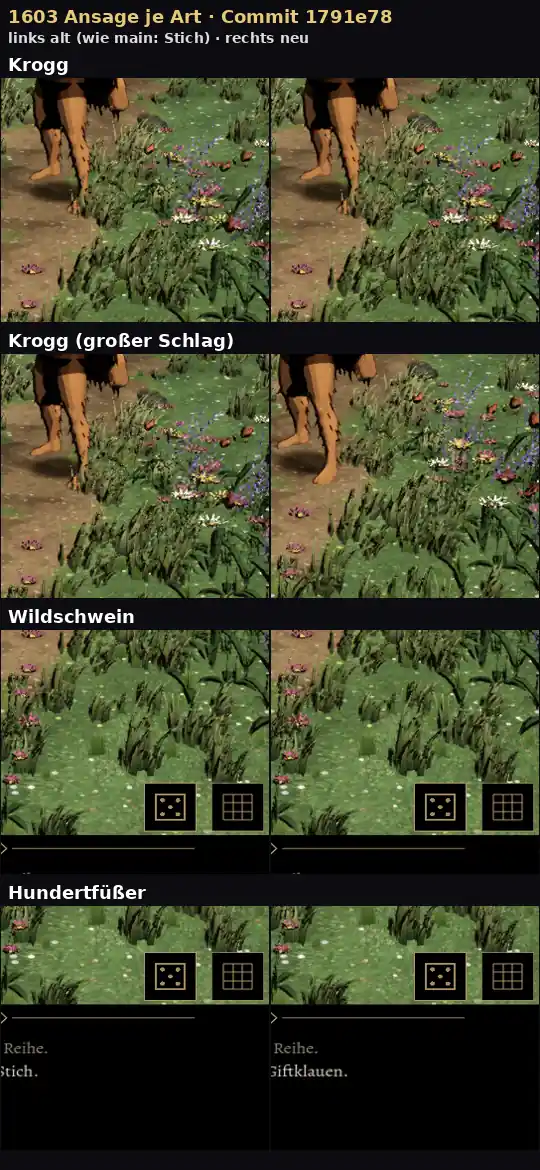 1603 Ansage je Art · Commit 1791e78
links alt (wie main: Stich) · rechts neu
Krogg
Krogg (großer Schlag)
Wildschwein
Hundertfüßer
Reihe.
Reihe.
Stich.
Giftklauen.